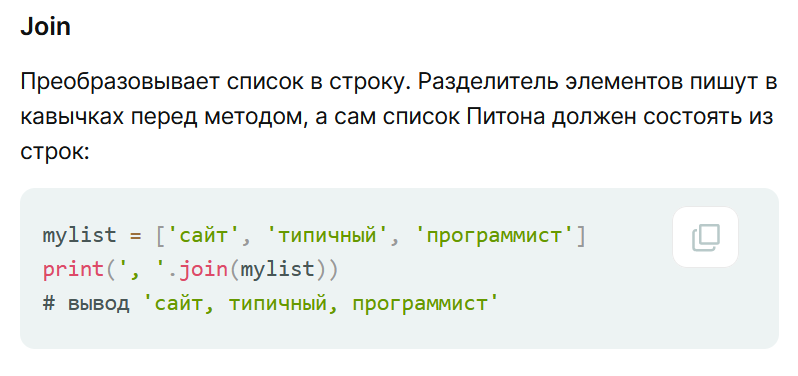 Join
Преобразовывает список в строку. Разделитель элементов пишут в
кавычках перед методом, а сам список Питона должен состоять из
строк:
mylist = ['сайт', 'типичный', 'программист']
print(', '.join(mylist))
# вывод 'сайт, типичный, программист'